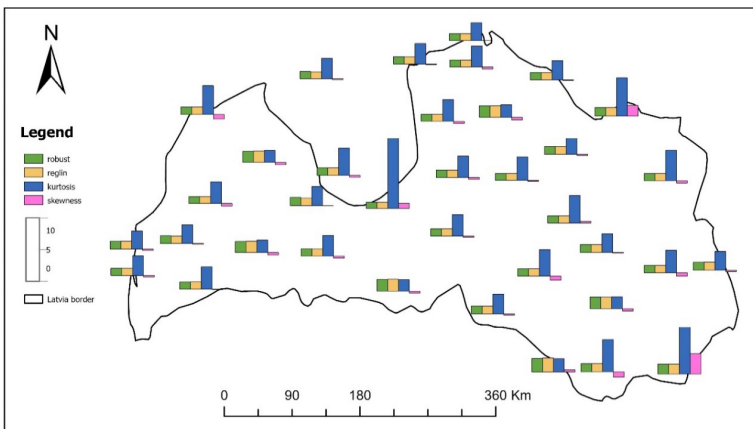 N
Legend
robust
reglin
kurtosis
skewness
10
5
0
Latvia border
0 90 180 360 Km